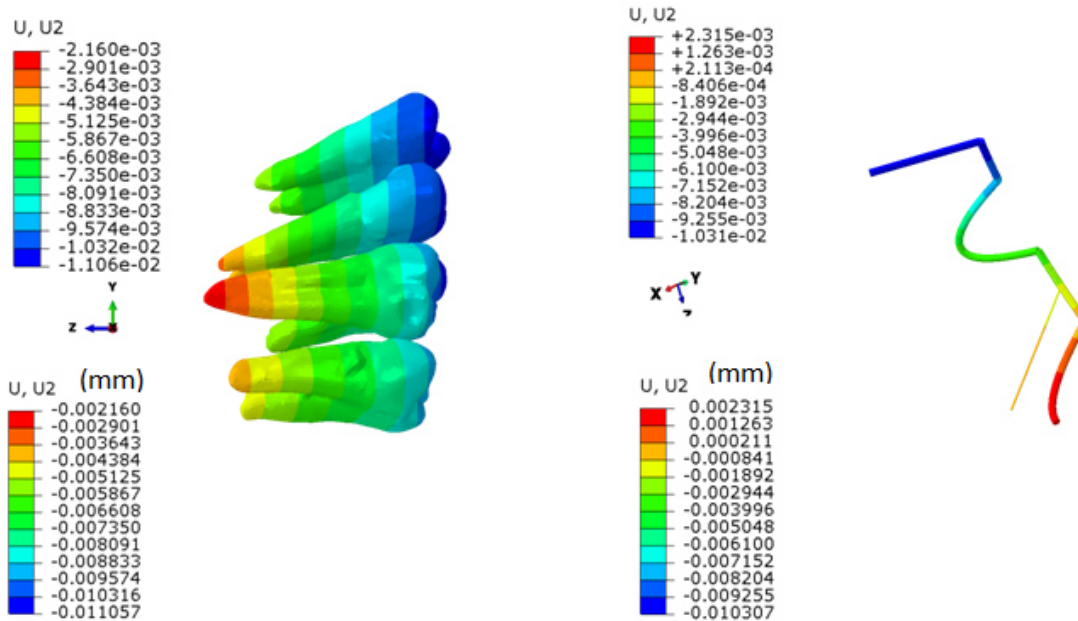 U, U2
-2.160e-03
-2.901e-03
-3.643e-03
-4.384e-03
-5.125e-03
-5.867e-03
-6.608e-03
-7.350e-03
-8.091e-03
-8.833e-03
-9.574e-03
-1.032e-02
-1.106e-02
Y
Z
X
(mm)
U, U2
-0.002160
-0.002901
-0.003643
-0.004384
-0.005125
-0.005867
-0.006608
-0.007350
-0.008091
-0.008833
-0.009574
-0.010316
-0.011057
U, U2
+2.315e-03
+1.263e-03
+2.113e-04
-8.406e-04
-1.892e-03
-2.944e-03
-3.996e-03
-5.048e-03
-6.100e-03
-7.152e-03
-8.204e-03
-9.255e-03
-1.031e-02
X Y
Z
(mm)
U, U2
0.002315
0.001263
0.000211
-0.000841
-0.001892
-0.002944
-0.003996
-0.005048
-0.006100
-0.007152
-0.008204
-0.009255
-0.010307